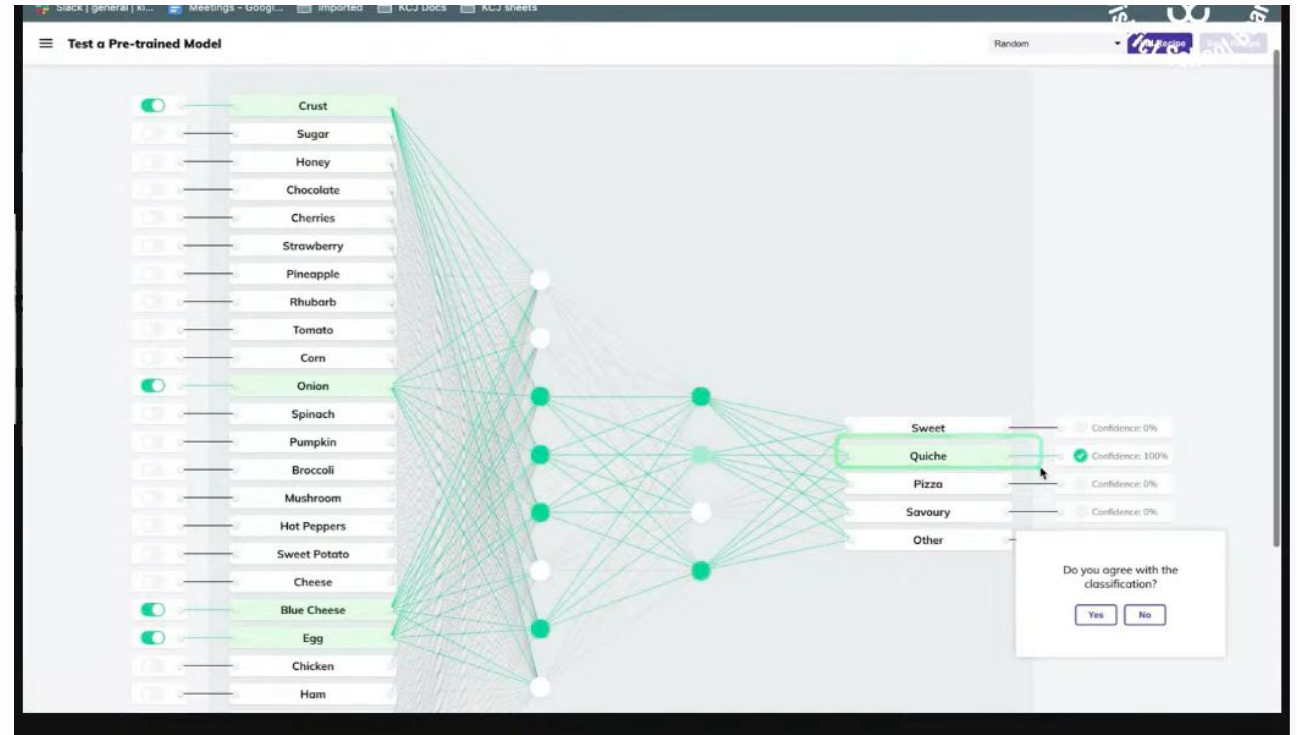 Slack | general | ki...
Meetings - Googl...
Imported
KCJ Docs
KCJ sheets
Test a Pre-trained Model
Random
Recipe
Crust
Sugar
Honey
Chocolate
Cherries
Strawberry
Pineapple
Rhubarb
Tomato
Corn
Onion
Spinach
Pumpkin
Broccoli
Mushroom
Hot Peppers
Sweet Potato
Cheese
Blue Cheese
Egg
Chicken
Ham
Sweet
Confidence: 0%
Quiche
Confidence: 100%
Pizza
Confidence: 0%
Savoury
Confidence: 0%
Other
Do you agree with the
classification?
Yes
No